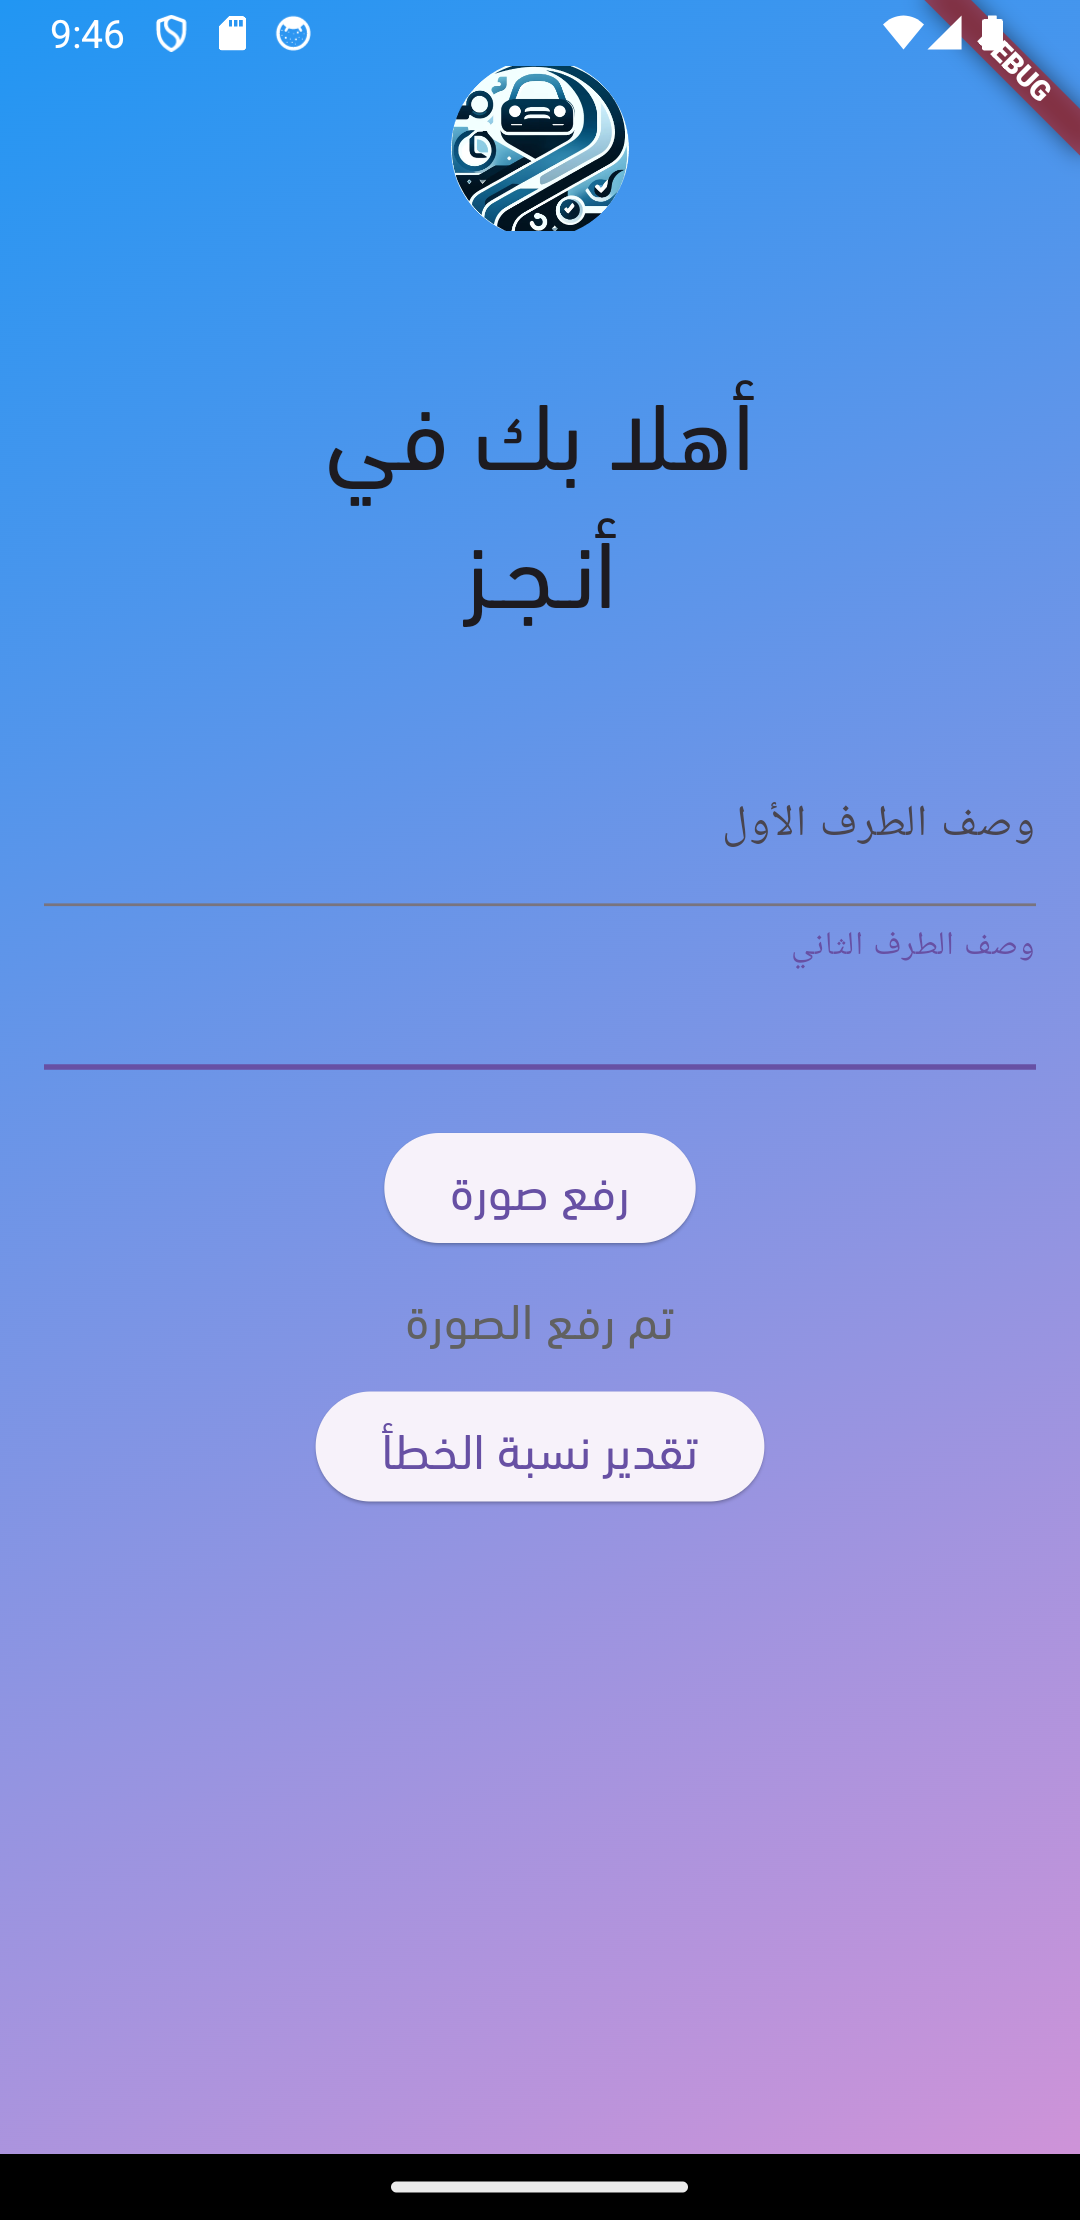 9:46
DEBUG
أهلا بك في
أنجز
وصف الطرف الأول
وصف الطرف الثاني
رفع صورة
تم رفع الصورة
تقدير نسبة الخطأ